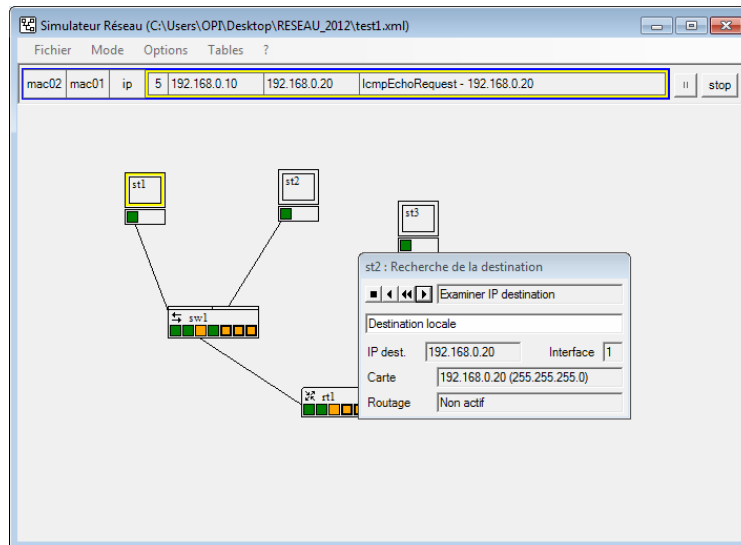 Simulateur Réseau (C:\Users\OPI\Desktop\RESEAU_2012\test1.xml)
Fichier Mode Options Tables ?
mac02 mac01 ip 5 192.168.0.10 192.168.0.20 IcmpEchoRequest - 192.168.0.20 stop
st1
st2
st3
st2 : Recherche de la destination
Examiner IP destination
Destination locale
IP dest. 192.168.0.20 Interface 1
Carte 192.168.0.20 (255.255.255.0)
Routage Non actif
sw1
rt1